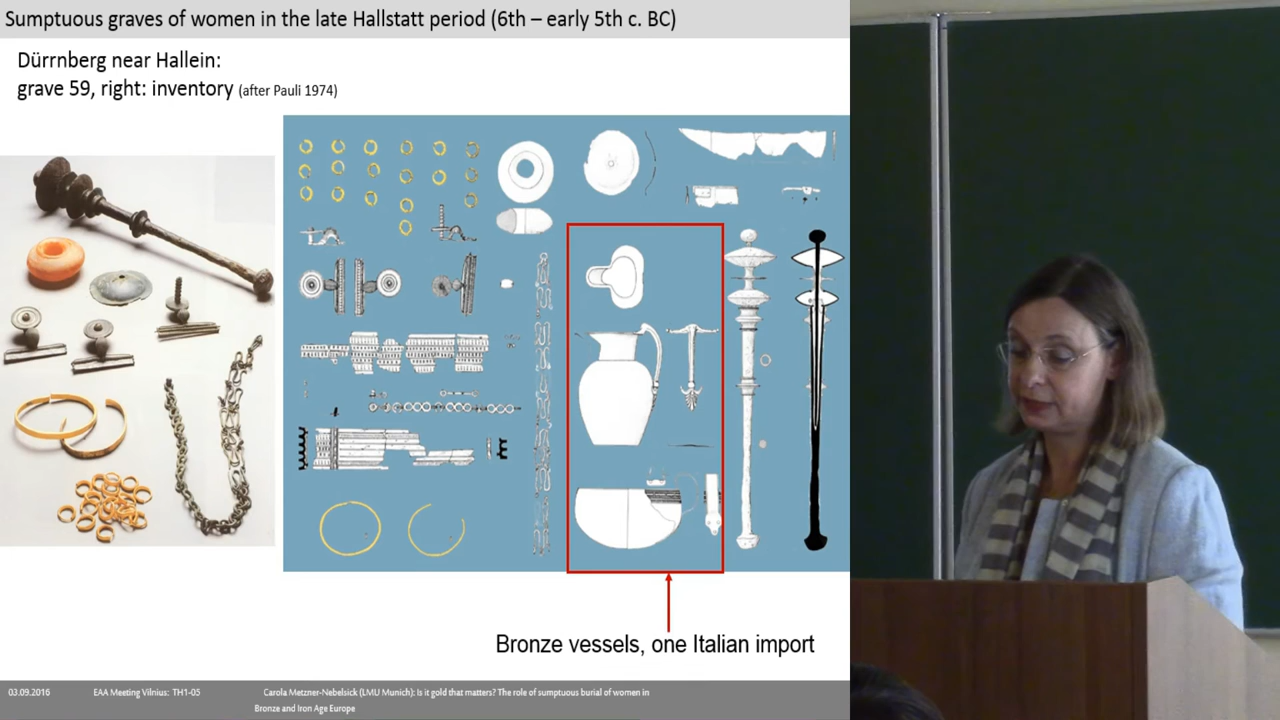 Sumptuous graves of women in the late Hallstatt period (6th – early 5th c. BC)
Dürrnberg near Hallein:
grave 59, right: inventory (after Pauli 1974)
Bronze vessels, one Italian import
03.09.2016 EAA Meeting Vilnius: TH1-05 Carola Metzner-Nebelsick (LMU Munich): Is it gold that matters? The role of sumptuous burial of women in
Bronze and Iron Age Europe